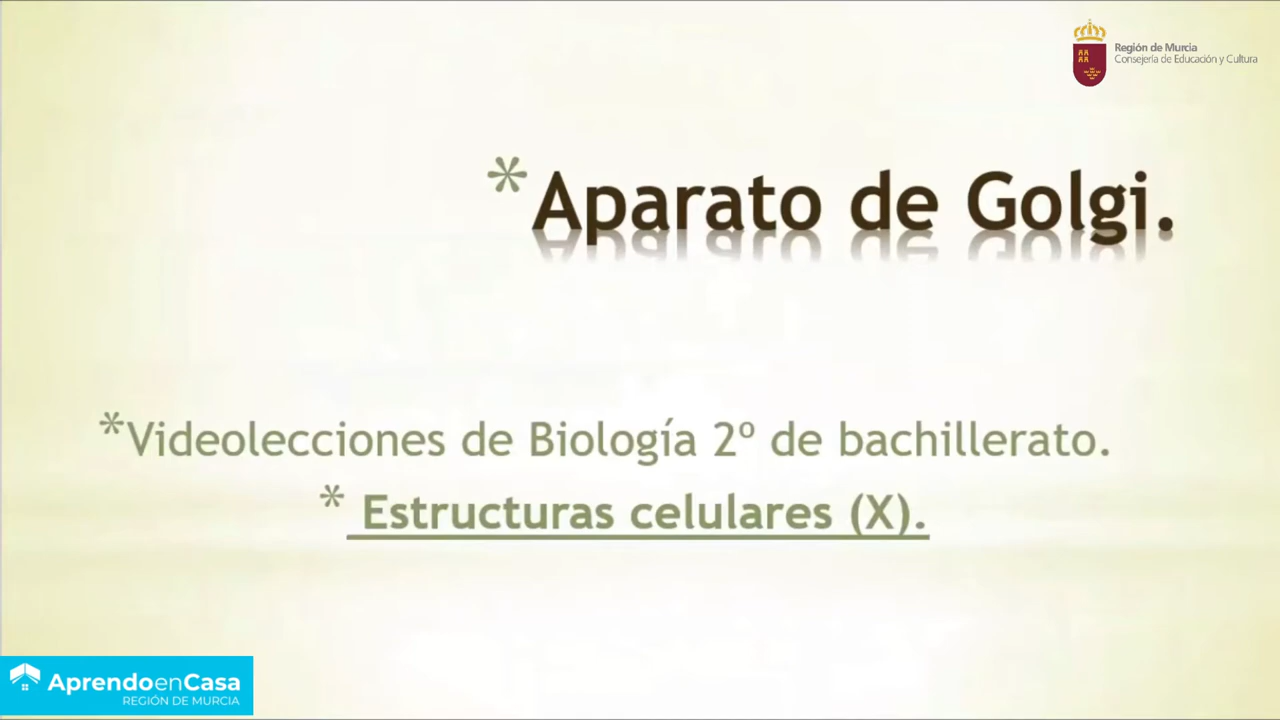 Región de Murcia
Consejería de Educación y Cultura
*Aparato de Golgi.
*Videolecciones de Biología 2º de bachillerato.
* Estructuras celulares (X).
AprendoenCasa
REGIÓN DE MURCIA